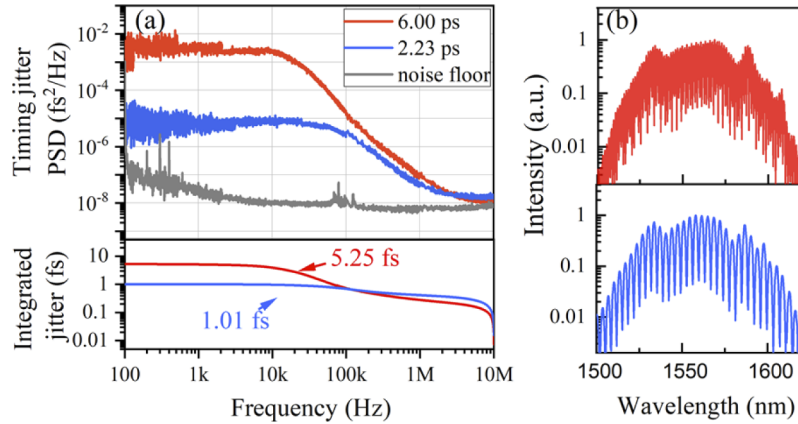 (a)
6.00 ps
2.23 ps
noise floor
Timing jitter
PSD (fs²/Hz)
10⁻²
10⁻⁴
10⁻⁶
10⁻⁸
Integrated
jitter (fs)
10
1
0.1
0.01
5.25 fs
1.01 fs
100
1k
10k
100k
1M
10M
Frequency (Hz)
(b)
Intensity (a.u.)
1
0.1
0.01
1
0.1
0.01
1500
1550
1600
Wavelength (nm)